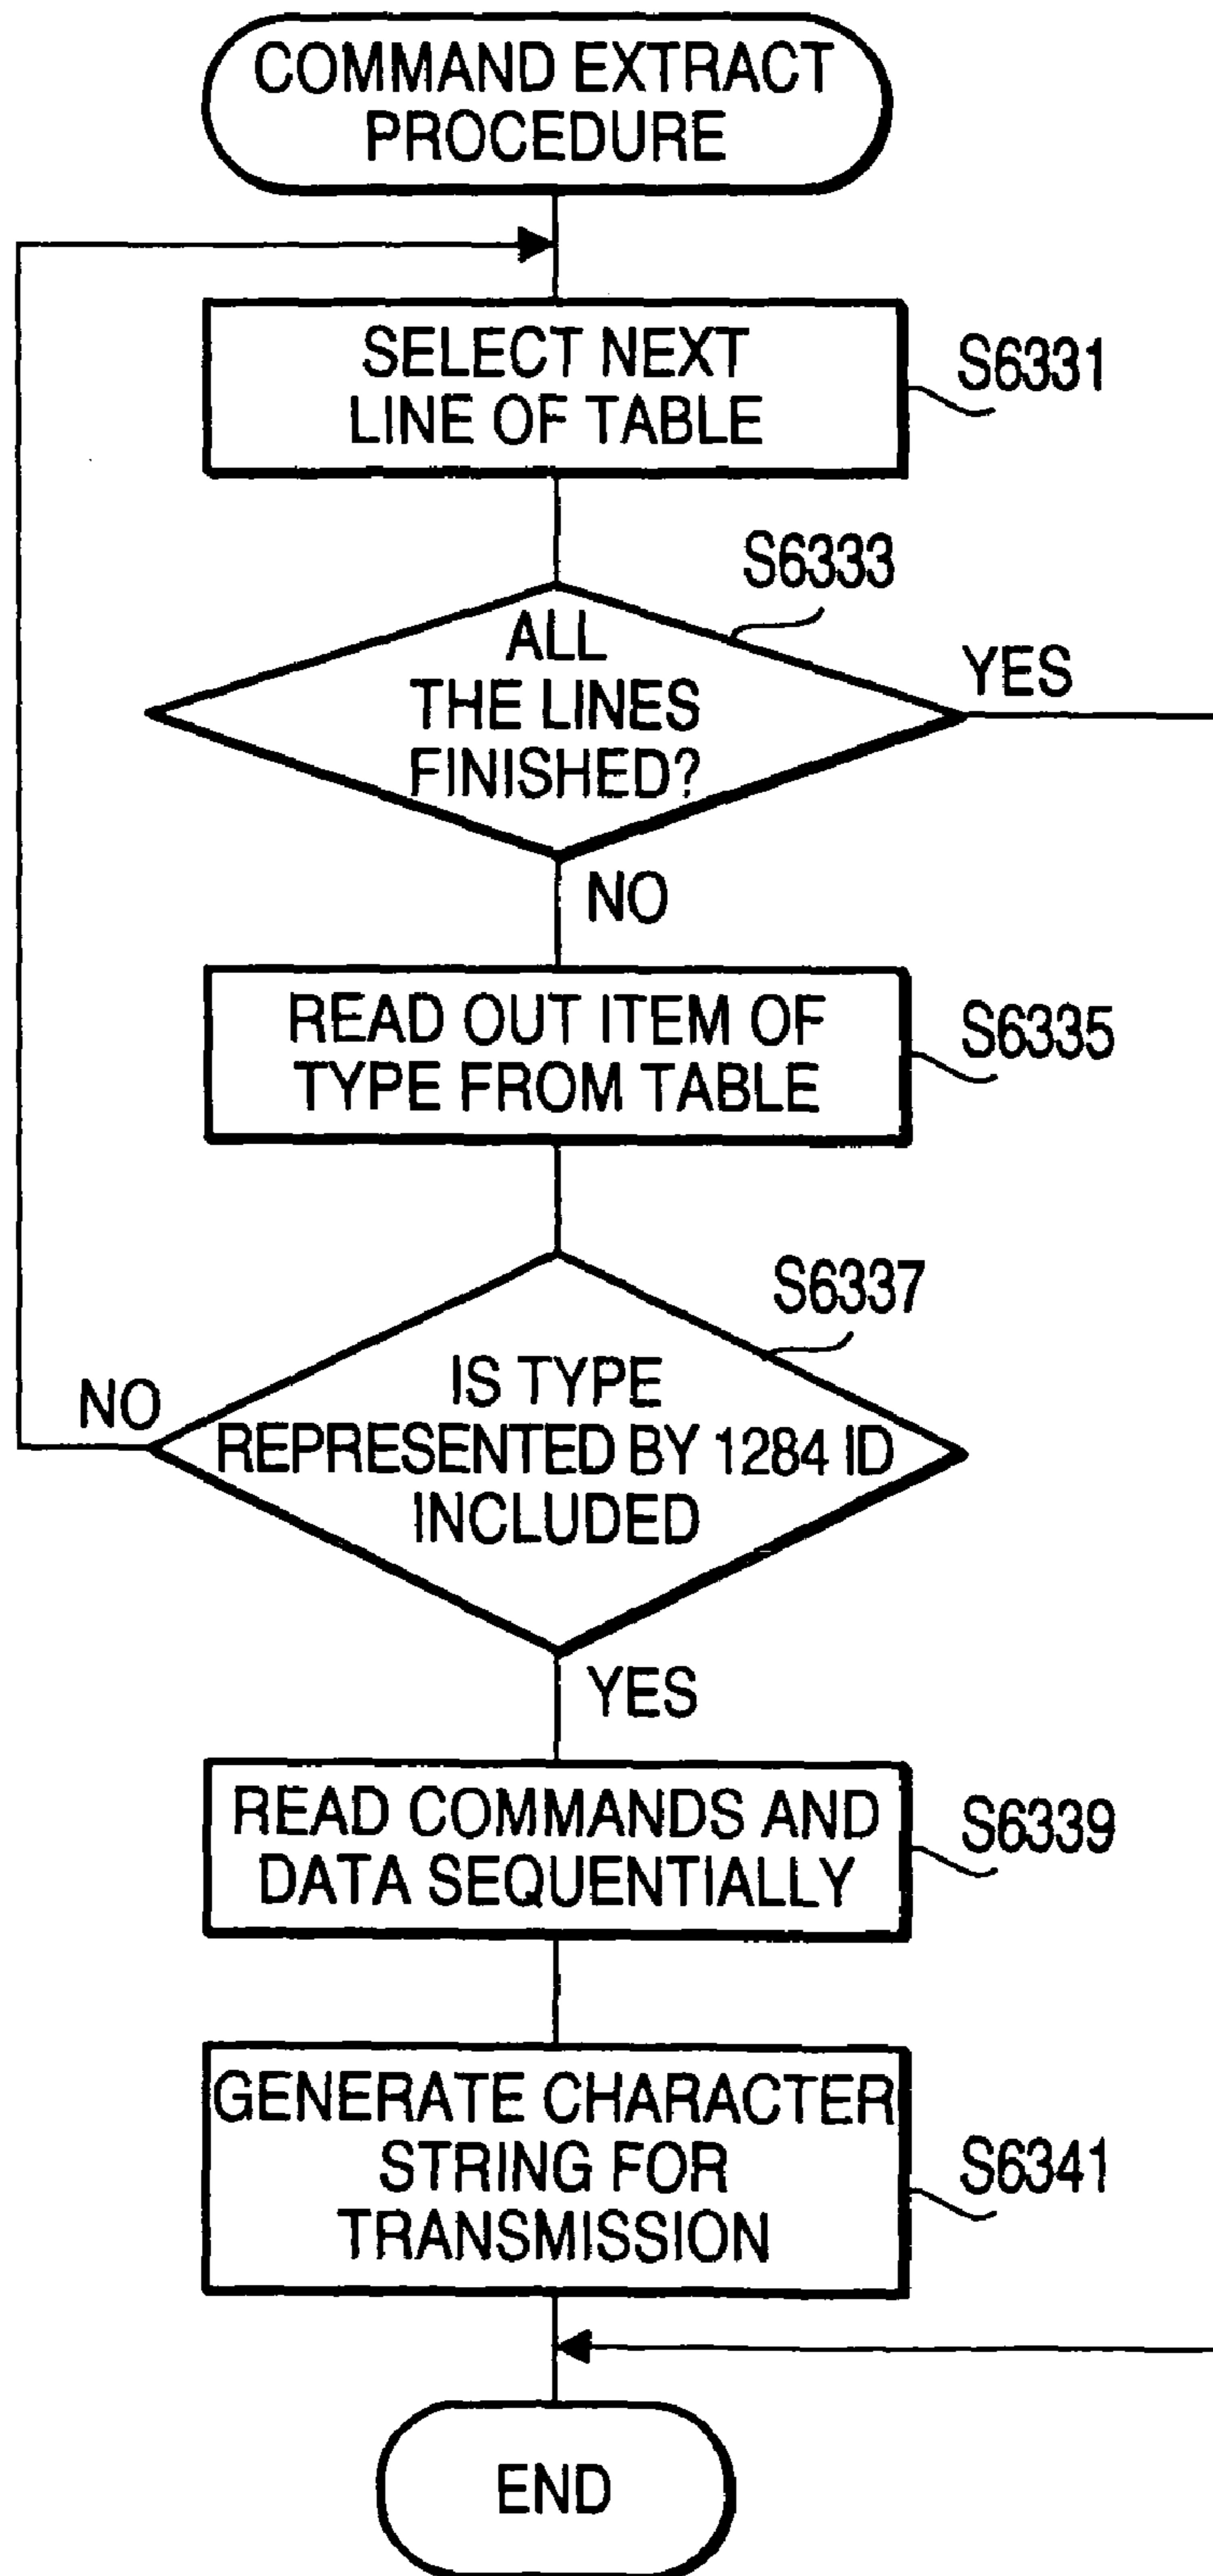 COMMAND EXTRACT
PROCEDURE
SELECT NEXT
LINE OF TABLE
S6331
S6333
ALL
THE LINES
FINISHED?
YES
NO
READ OUT ITEM OF
TYPE FROM TABLE
S6335
S6337
IS TYPE
REPRESENTED BY 1284 ID
INCLUDED
NO
YES
READ COMMANDS AND
DATA SEQUENTIALLY
S6339
GENERATE CHARACTER
STRING FOR
TRANSMISSION
S6341
END